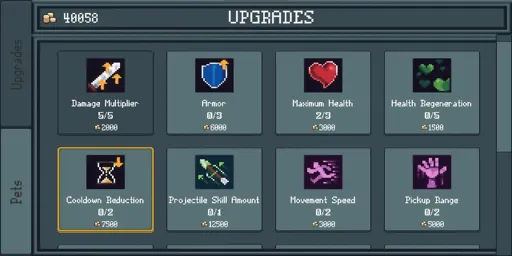 40058
UPGRADES
Upgrades
Pets
Damage Multiplier
5/5
2000
Armor
0/3
6000
Maximum Health
2/3
3000
Health Regeneration
0/5
1500
Cooldown Reduction
0/2
7500
Projectile Skill Amount
0/1
12500
Movement Speed
0/2
3000
Pickup Range
0/2
5000